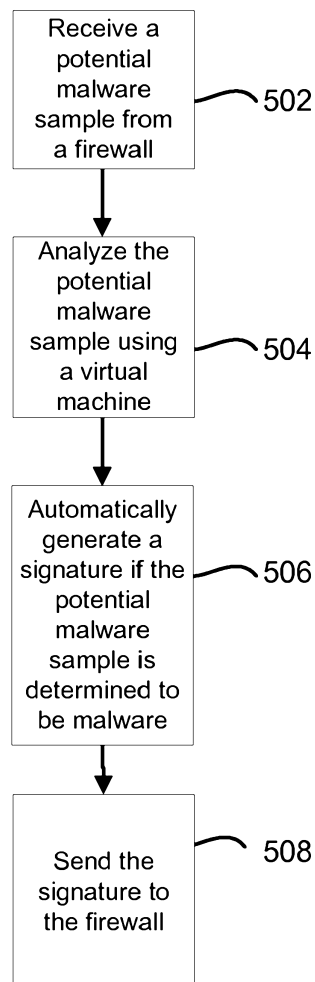 Receive a
potential
malware
sample from
a firewall
502
Analyze the
potential
malware
sample using
a virtual
machine
504
Automatically
generate a
signature if the
potential
malware
sample is
determined to
be malware
506
Send the
signature to
the firewall
508